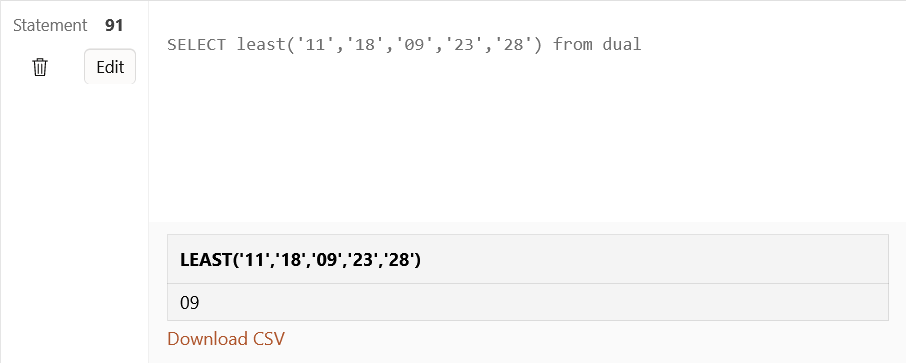 Statement 91
Edit
SELECT least('11','18','09','23','28') from dual
LEAST('11','18','09','23','28')
09
Download CSV